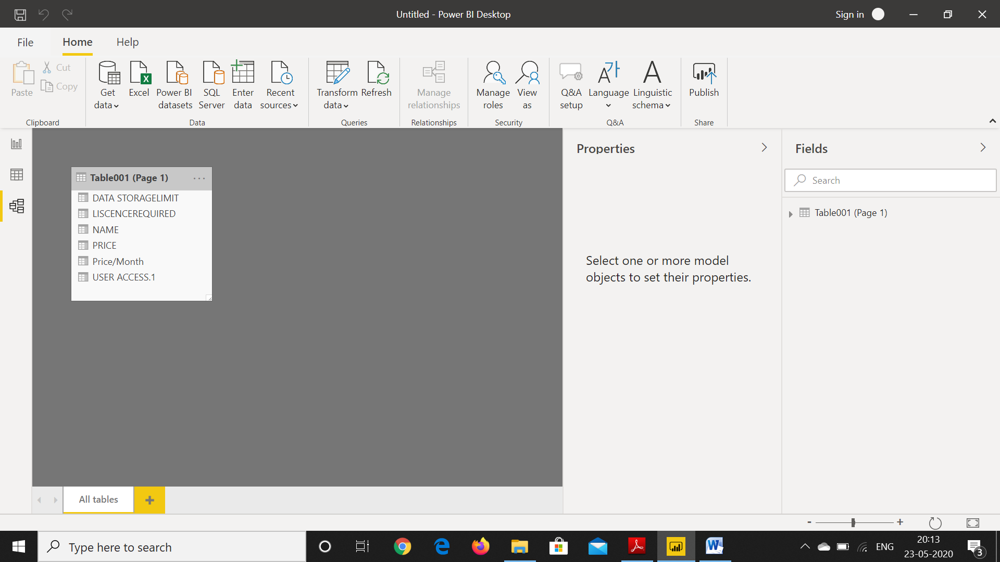 Untitled - Power BI Desktop
Sign in
File
Home
Help
Paste
Cut
Copy
Clipboard
Get data
Excel
Power BI datasets
SQL Server
Enter data
Recent sources
Data
Transform data
Refresh
Queries
Manage relationships
Relationships
Manage roles
View as
Security
Q&A setup
Language
Linguistic schema
Q&A
Publish
Share
Table001 (Page 1)
DATA STORAGELIMIT
LISCENCEREQUIRED
NAME
PRICE
Price/Month
USER ACCESS.1
Properties
Select one or more model
objects to set their properties.
Fields
Search
Table001 (Page 1)
All tables
Type here to search
ENG
20:13
23-05-2020
3